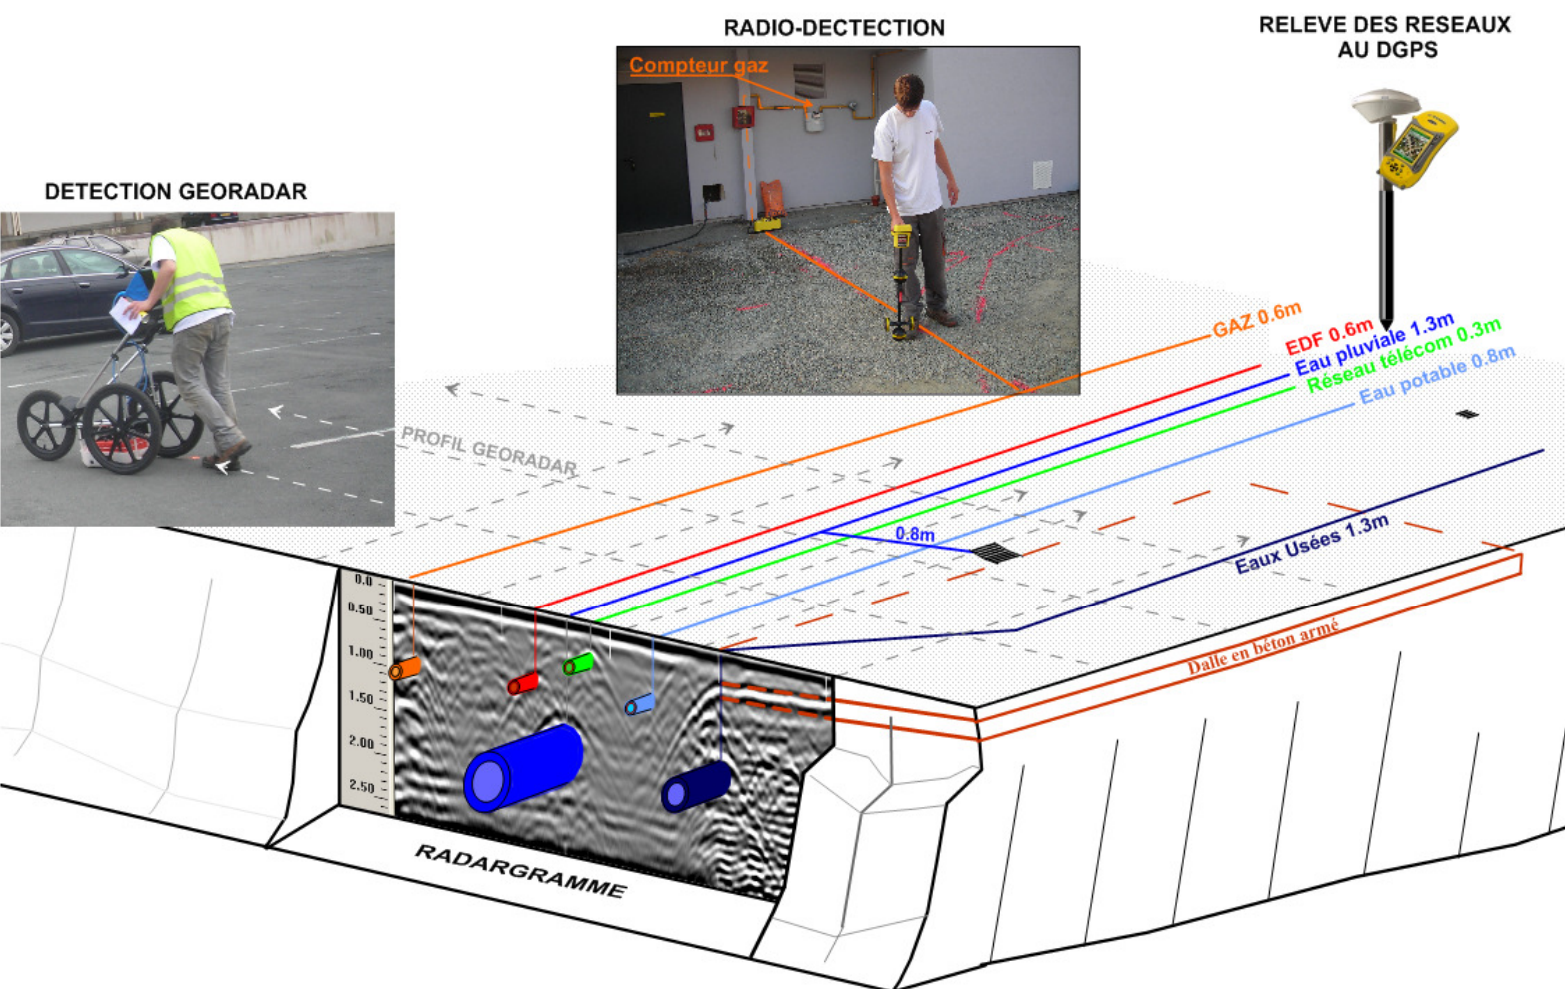 RADIO-DECTECTION
RELEVE DES RESEAUX
AU DGPS
Compteur gaz
DETECTION GEORADAR
GAZ 0.6m
EDF 0.6m
Eau pluviale 1.3m
Réseau télécom 0.3m
Eau potable 0.8m
PROFIL GEORADAR
0.8m
Eaux Usées 1.3m
Dalle en béton armé
0.0
0.50
1.00
1.50
2.00
2.50
RADARGRAMME